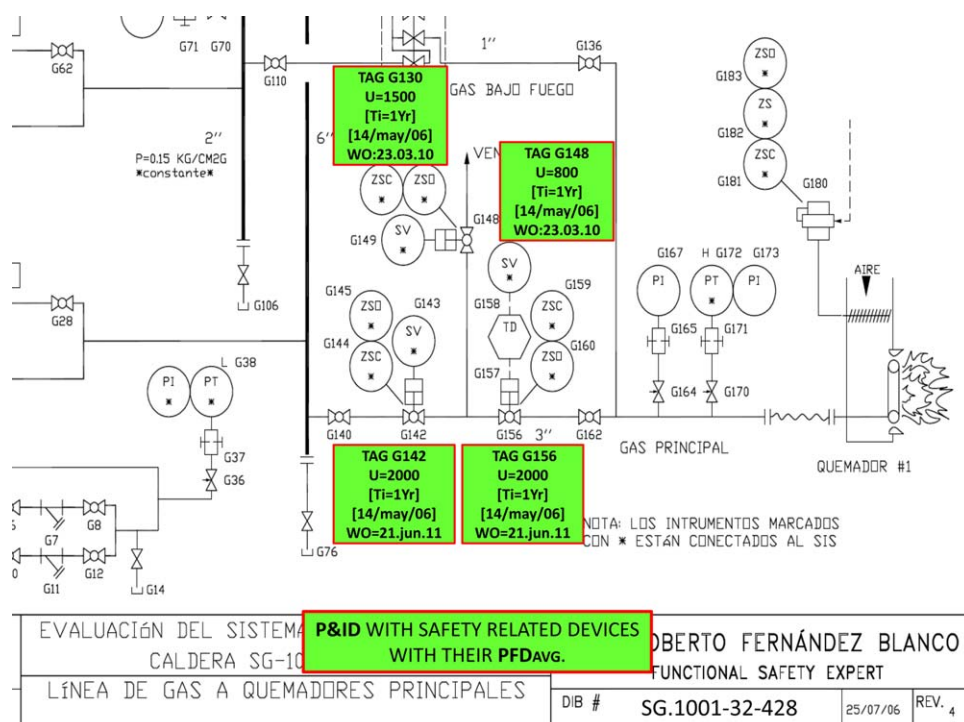 G71 G70
G62
G110
1''
G136
TAG G130
U=1500
[Ti=1Yr]
[14/may/06]
WO:23.03.10
GAS BAJO FUEGO
2''
6''
P=0.15 KG/CM2G
*constante*
VEN
TAG G148
U=800
[Ti=1Yr]
[14/may/06]
WO:23.03.10
ZSO
G183
ZS
G182
ZSC
G181
G180
ZSC
ZSO
G148
G149
SV
SV
G106
G28
G145
ZSO
G143
G144
ZSC
SV
G158
TD
G157
G159
ZSC
G160
ZSO
G167
H G172 G173
PI
PT
PI
G165
G171
G164
G170
AIRE
L G38
PI
PT
G37
G36
G140
G142
G156
3''
G162
GAS PRINCIPAL
QUEMADOR #1
TAG G142
U=2000
[Ti=1Yr]
[14/may/06]
WO=21.jun.11
TAG G156
U=2000
[Ti=1Yr]
[14/may/06]
WO=21.jun.11
NOTA: LOS INTRUMENTOS MARCADOS
CON * ESTÁN CONECTADOS AL SIS
G8
G7
G12
G11
G14
G76
EVALUACIÓN DEL SISTEMA
CALDERA SG-10
LíNEA DE GAS A QUEMADORES PRINCIPALES
P&ID WITH SAFETY RELATED DEVICES
WITH THEIR PFDAVG.
OBERTO FERNÁNDEZ BLANCO
FUNCTIONAL SAFETY EXPERT
DIB # SG.1001-32-428 25/07/06 REV. 4